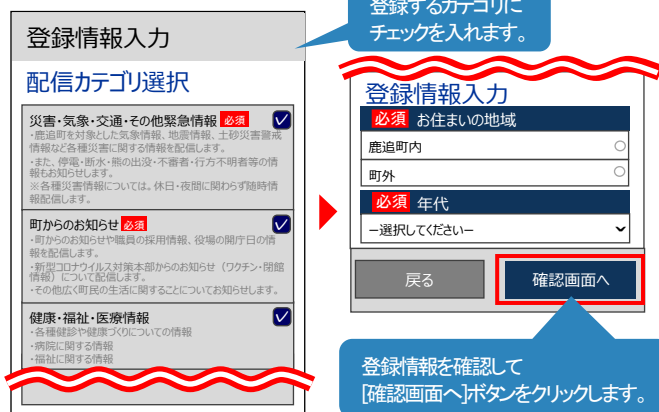 登録するカテゴリに
チェックを入れます。
登録情報入力
配信カテゴリ選択
災害・気象・交通・その他緊急情報 必須
・鹿追町を対象とした気象情報、地震情報、土砂災害警戒
情報など各種災害に関する情報を配信します。
・また、停電・断水・熊の出没・不審者・行方不明者等の情
報もお知らせします。
※各種災害情報については。休日・夜間に関わらず随時情
報配信します。
町からのお知らせ 必須
・町からのお知らせや職員の採用情報、役場の開庁日の情
報を配信します。
・新型コロナウイルス対策本部からのお知らせ（ワクチン・閉館
情報）について配信します。
・その他広く町民の生活に関することについてお知らせします。
健康・福祉・医療情報
・各種健診や健康づくりについての情報
・病院に関する情報
・福祉に関する情報
登録情報入力
必須 お住まいの地域
鹿追町内
町外
必須 年代
－選択してください－
戻る
確認画面へ
登録情報を確認して
[確認画面へ]ボタンをクリックします。